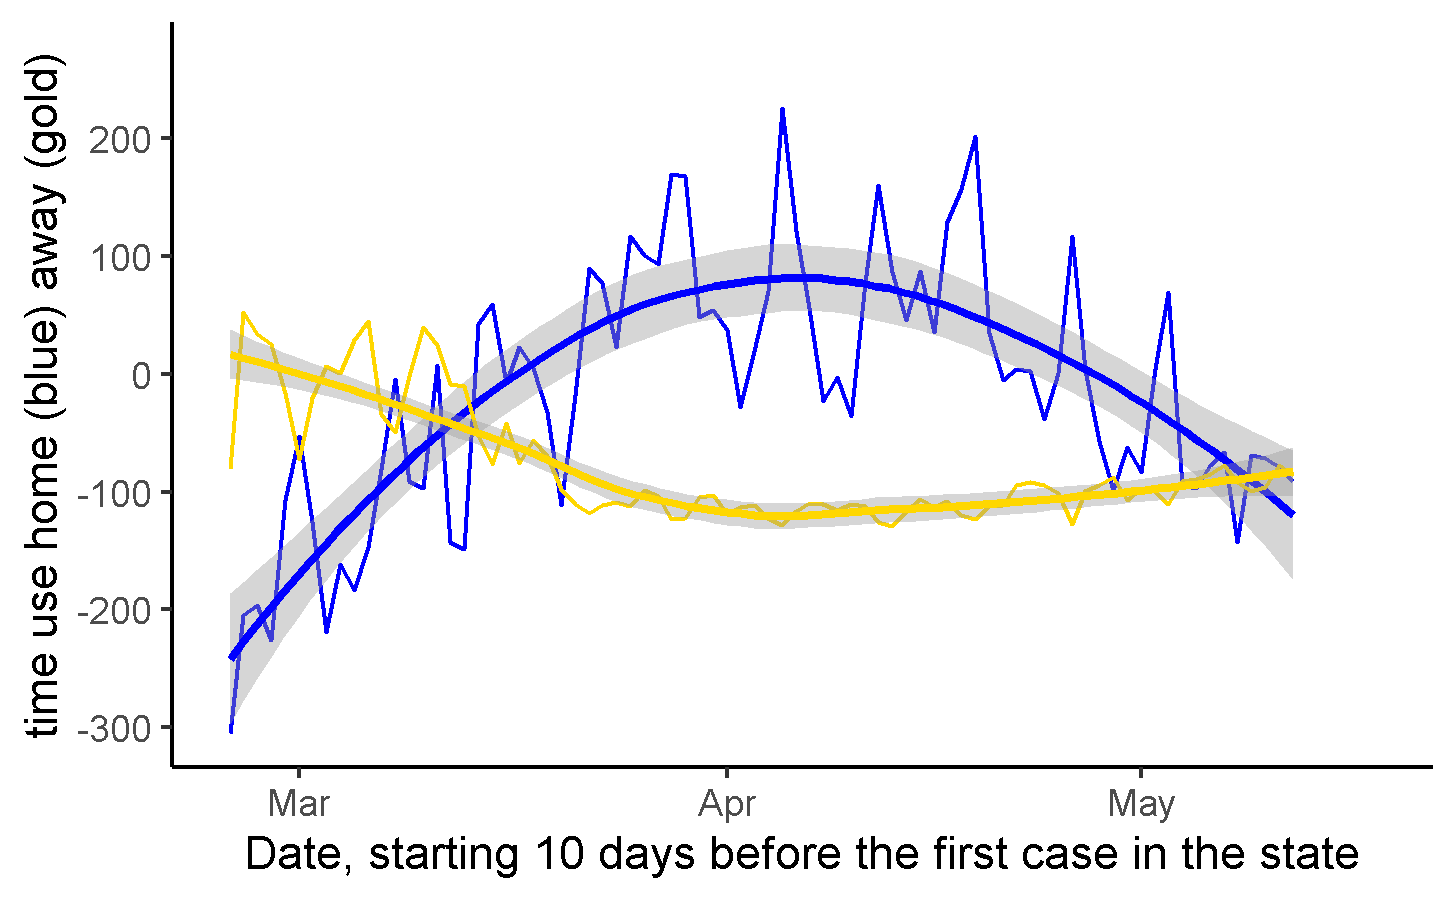 time use home (blue) away (gold)
200
100
0
-100
-200
-300
Mar Apr May
Date, starting 10 days before the first case in the state